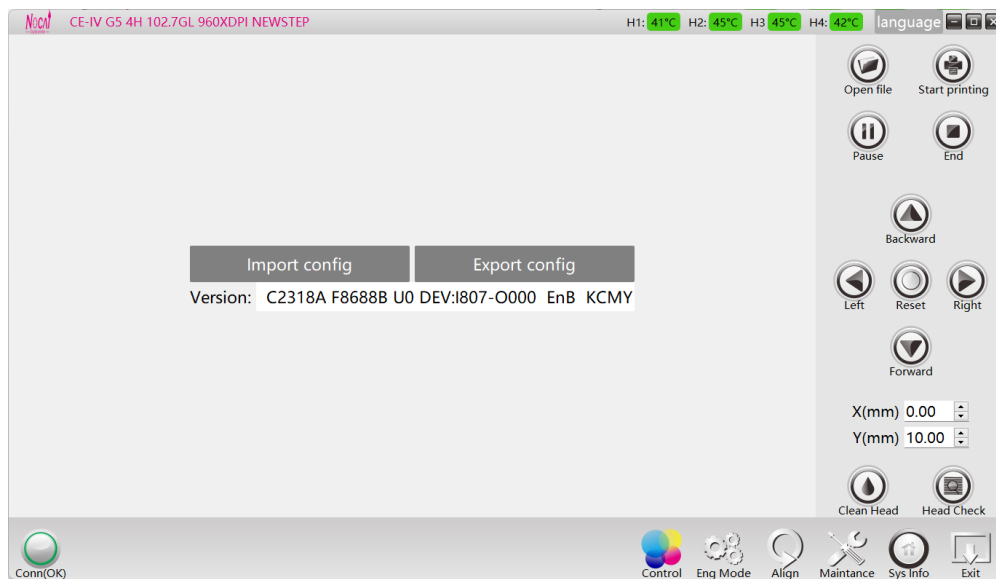 Nocai CE-IV G5 4H 102.7GL 960XDPI NEWSTEP H1: 41°C H2: 45°C H3 45°C H4: 42°C language
Open file Start printing
Pause End
Backward
Import config Export config
Version: C2318A F8688B U0 DEV:I807-O000 EnB KCMY
Left Reset Right
Forward
X(mm) 0.00
Y(mm) 10.00
Clean Head Head Check
Conn(OK) Control Eng Mode Align Maintance Sys Info Exit